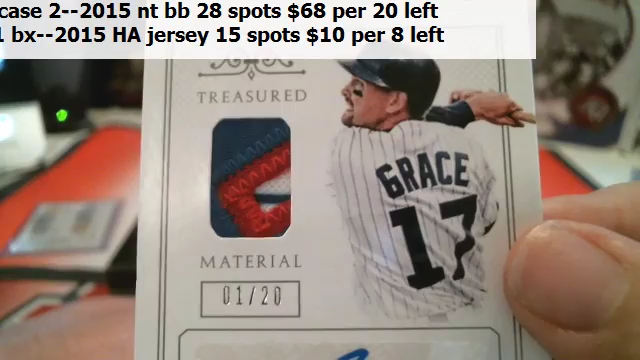 case 2--2015 nt bb 28 spots $68 per 20 left
bx--2015 HA jersey 15 spots $10 per 8 left
TREASURED
GRACE
17
MATERIAL
01/20